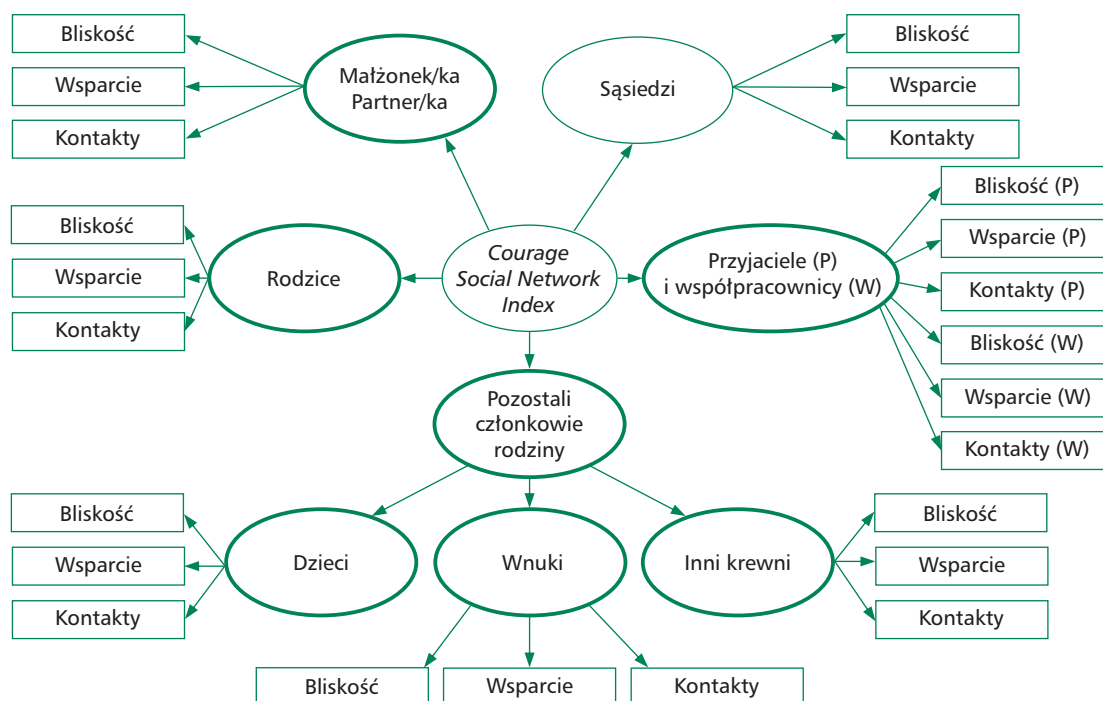 Bliskość
Wsparcie
Kontakty
Małżonek/ka
Partner/ka
Sąsiedzi
Bliskość
Wsparcie
Kontakty
Bliskość
Wsparcie
Kontakty
Rodzice
Courage
Social Network
Index
Przyjaciele (P)
i współpracownicy (W)
Bliskość (P)
Wsparcie (P)
Kontakty (P)
Bliskość (W)
Wsparcie (W)
Kontakty (W)
Pozostali
członkowie
rodziny
Bliskość
Wsparcie
Kontakty
Dzieci
Wnuki
Inni krewni
Bliskość
Wsparcie
Kontakty
Bliskość
Wsparcie
Kontakty